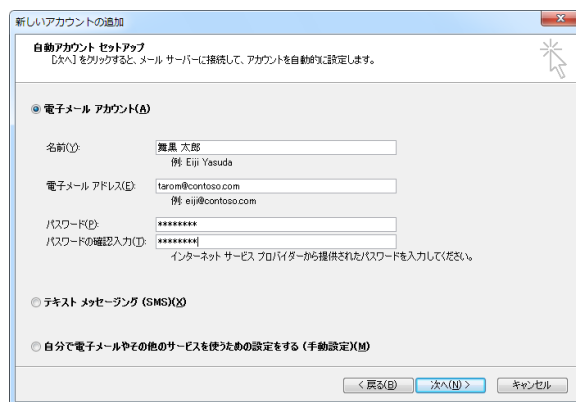 新しいアカウントの追加
自動アカウント セットアップ
[次へ] をクリックすると、メール サーバーに接続して、アカウントを自動的に設定します。
電子メール アカウント(A)
名前(Y): 舞黒 太郎
例: Eiji Yasuda
電子メール アドレス(E): tarom@contoso.com
例: eiji@contoso.com
パスワード(P): ********
パスワードの確認入力(T): ********
インターネット サービス プロバイダーから提供されたパスワードを入力してください。
テキスト メッセージング (SMS)(X)
自分で電子メールやその他のサービスを使うための設定をする (手動設定)(M)
< 戻る(B) 次へ(N) > キャンセル